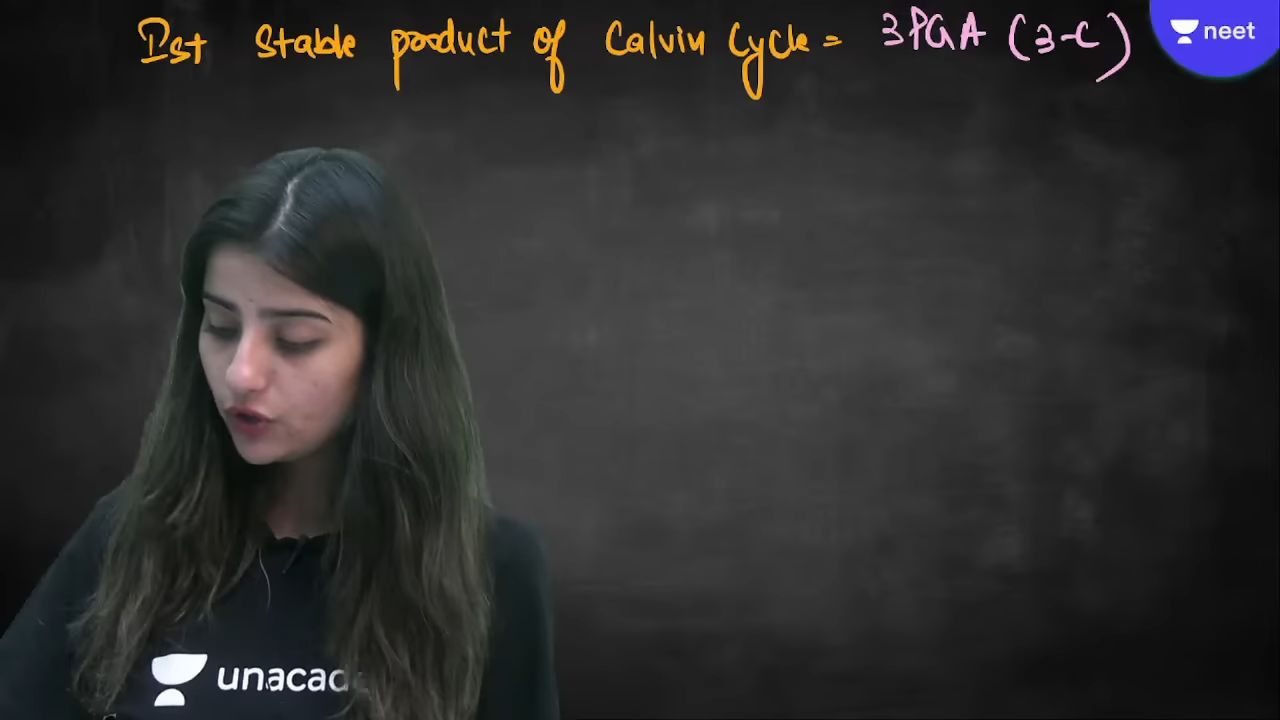 Ist Stable product of Calvin Cycle = 3PGA (3-C)
neet
unacad